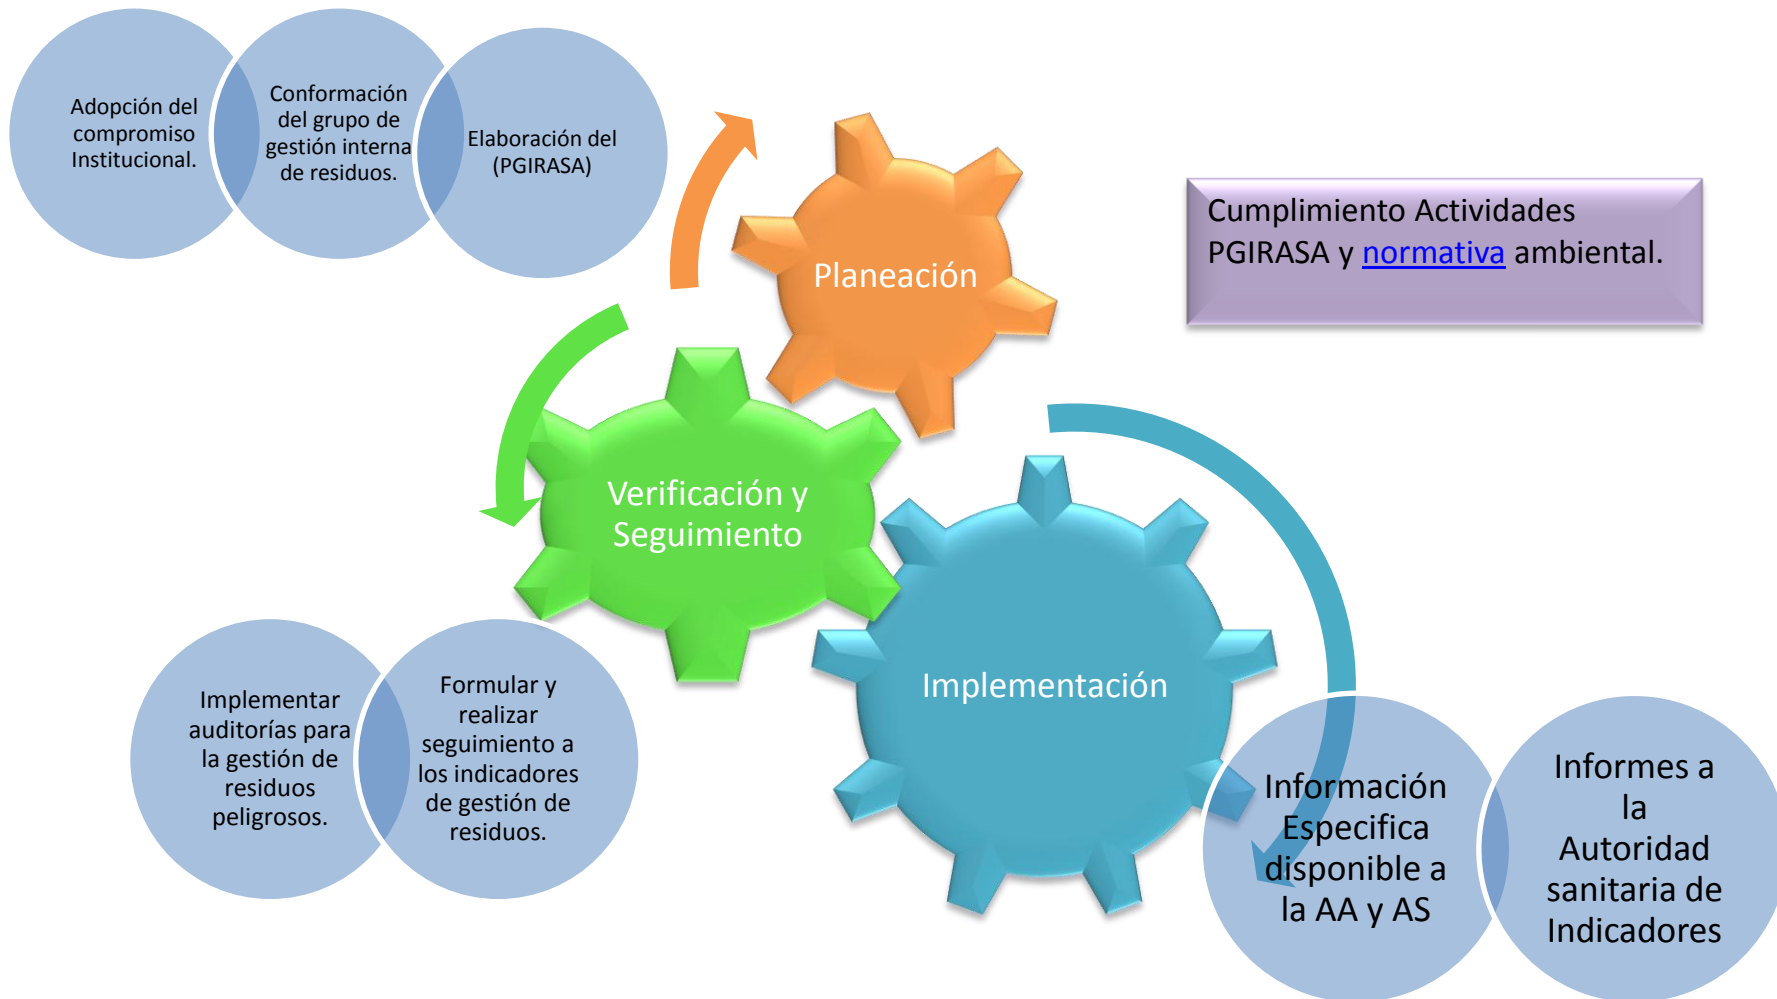 Adopción del
compromiso
Institucional.
Conformación
del grupo de
gestión interna
de residuos.
Elaboración del
(PGIRASA)
Planeación
Cumplimiento Actividades
PGIRASA y normativa ambiental.
Verificación y
Seguimiento
Implementación
Implementar
auditorías para
la gestión de
residuos
peligrosos.
Formular y
realizar
seguimiento a
los indicadores
de gestión de
residuos.
Información
Especifica
disponible a
la AA y AS
Informes a
la
Autoridad
sanitaria de
Indicadores